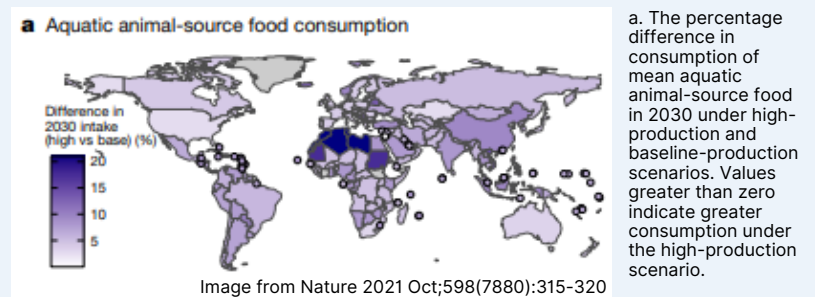 a Aquatic animal-source food consumption
Difference in
2030 intake
(high vs base) (%)
20
15
10
5
Image from Nature 2021 Oct;598(7880):315-320
a. The percentage
difference in
consumption of
mean aquatic
animal-source food
in 2030 under high-
production and
baseline-production
scenarios. Values
greater than zero
indicate greater
consumption under
the high-production
scenario.